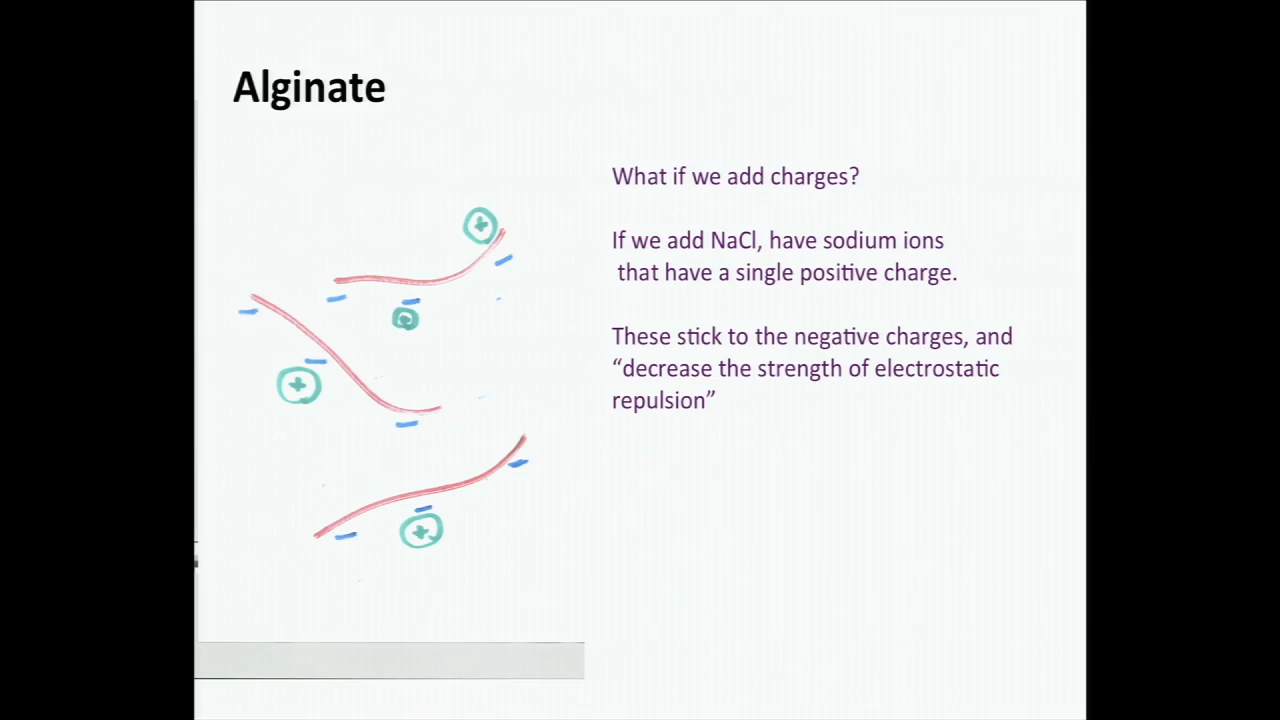 Alginate
What if we add charges?
If we add NaCl, have sodium ions
that have a single positive charge.
These stick to the negative charges, and
“decrease the strength of electrostatic
repulsion”